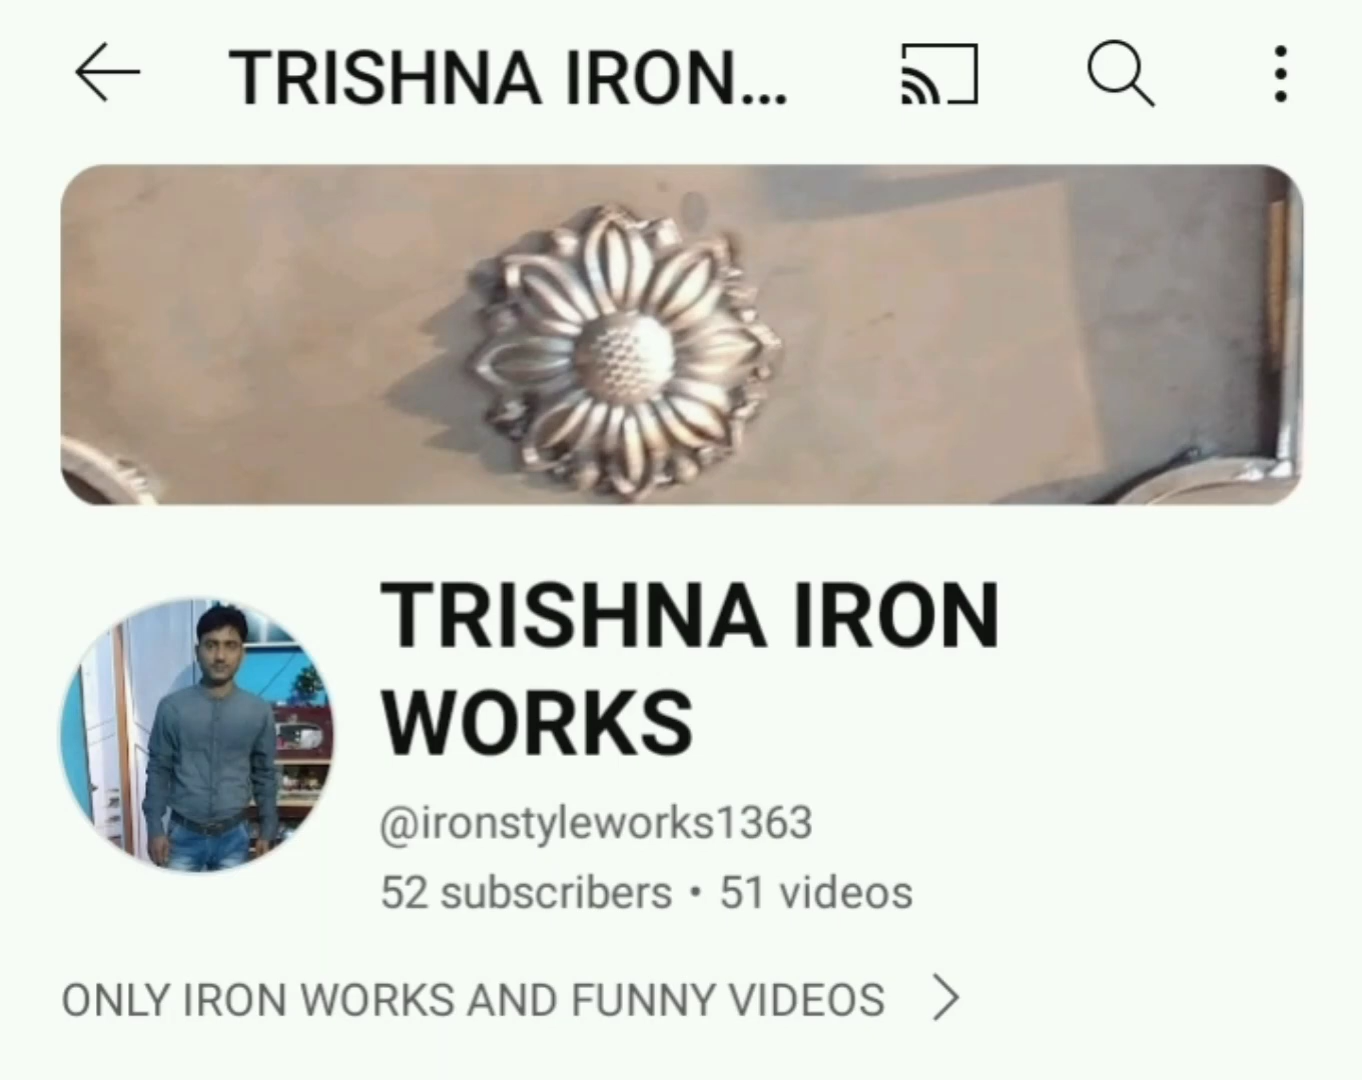 TRISHNA IRON...
TRISHNA IRON
WORKS
@ironstyleworks1363
52 subscribers • 51 videos
ONLY IRON WORKS AND FUNNY VIDEOS